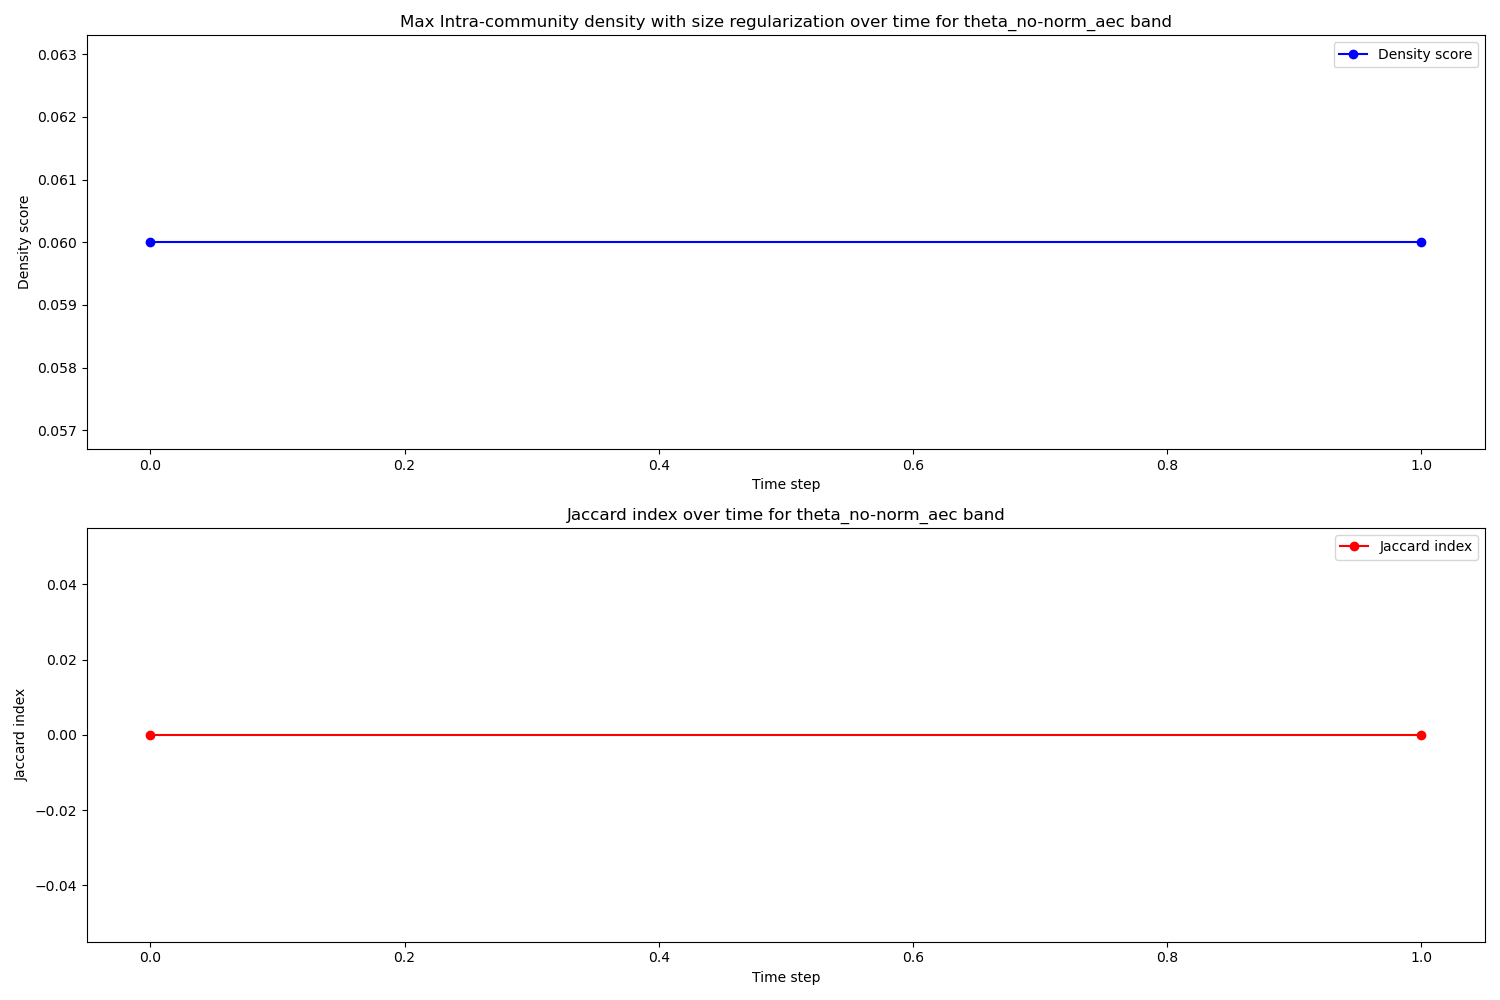 Max Intra-community density with size regularization over time for theta_no-norm_aec band
Density score
0.063
0.062
0.061
0.060
0.059
0.058
0.057
Density score
0.0 0.2 0.4 0.6 0.8 1.0
Time step
Jaccard index over time for theta_no-norm_aec band
Jaccard index
0.04
0.02
0.00
−0.02
−0.04
Jaccard index
0.0 0.2 0.4 0.6 0.8 1.0
Time step